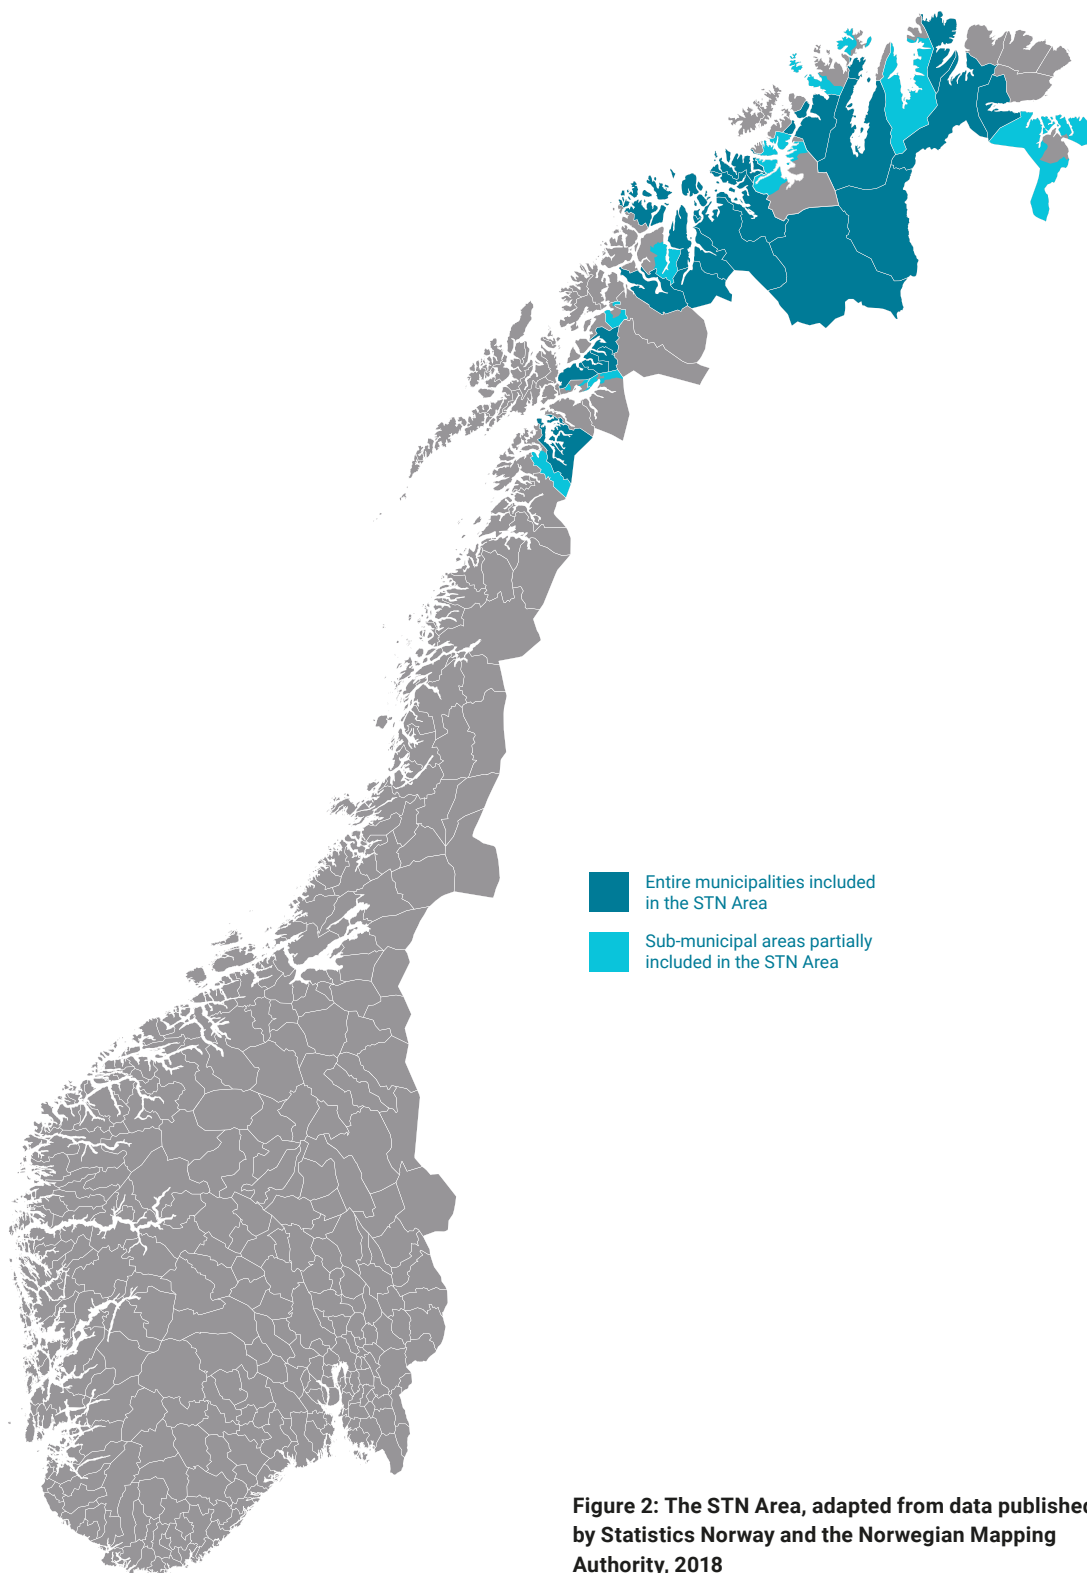 Entire municipalities included
in the STN Area
Sub-municipal areas partially
included in the STN Area
Figure 2: The STN Area, adapted from data published
by Statistics Norway and the Norwegian Mapping
Authority, 2018